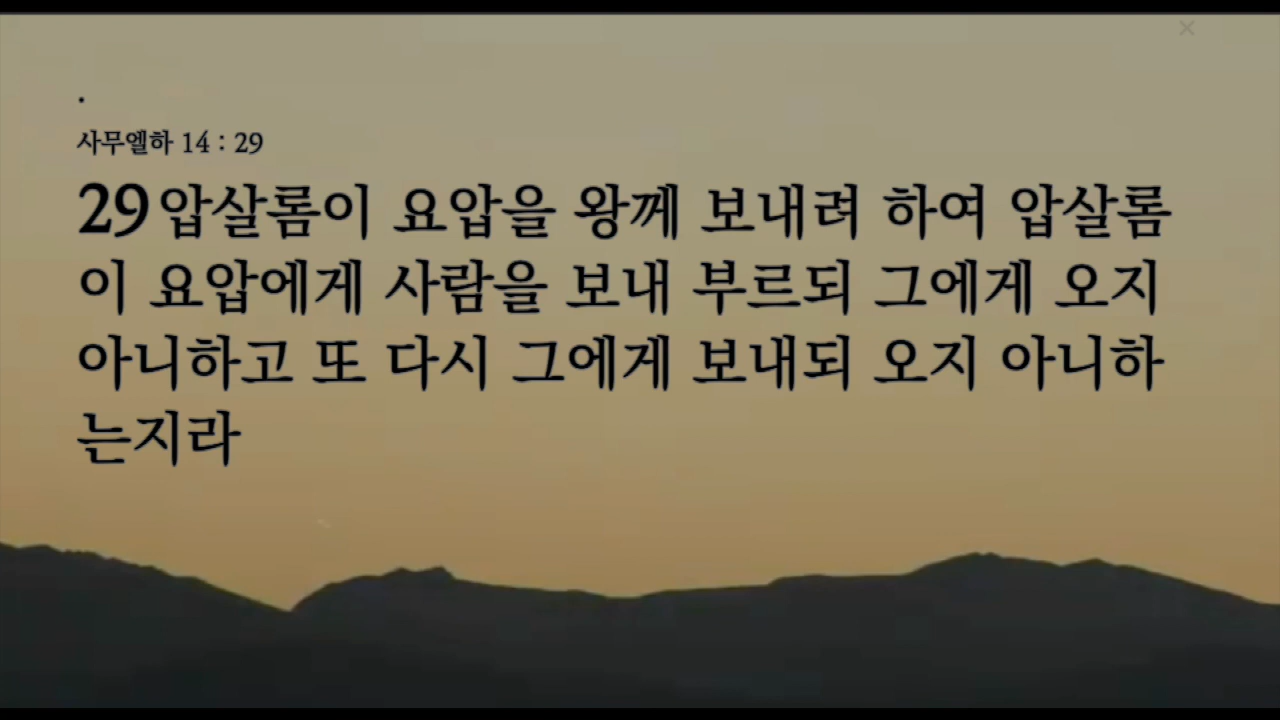 .
사무엘하 14 : 29
29 압살롬이 요압을 왕께 보내려 하여 압살롬
이 요압에게 사람을 보내 부르되 그에게 오지
아니하고 또 다시 그에게 보내되 오지 아니하
는지라